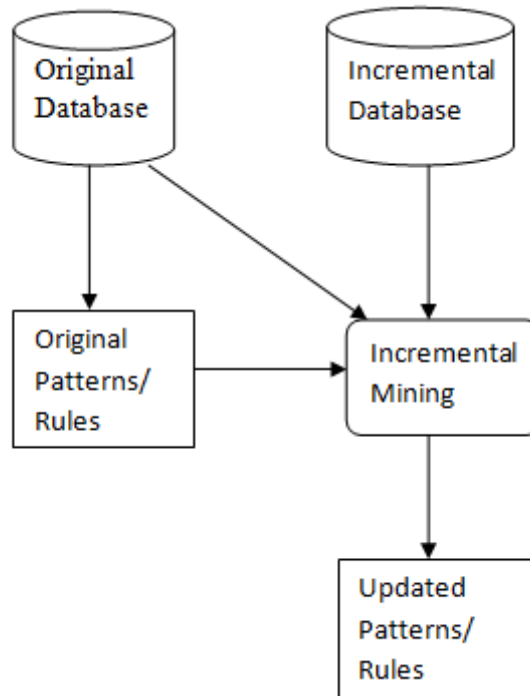 Original
Database
Incremental
Database
Original
Patterns/
Rules
Incremental
Mining
Updated
Patterns/
Rules